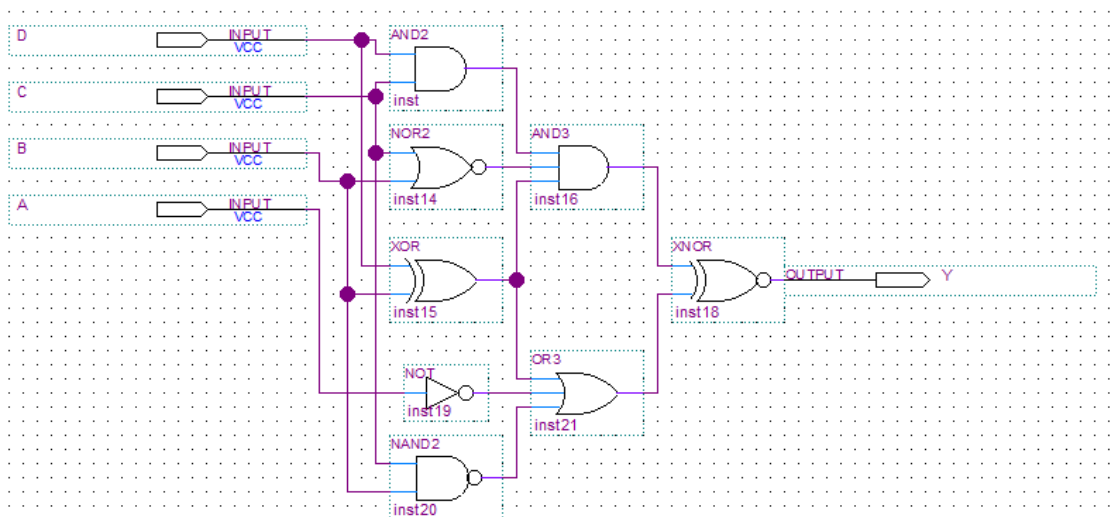 D INPUT VCC
AND2
inst
C INPUT VCC
B INPUT VCC
NOR2
inst14
AND3
inst16
A INPUT VCC
XOR
inst15
XNOR
inst18
OUTPUT Y
NOT
inst19
OR3
inst21
NAND2
inst20